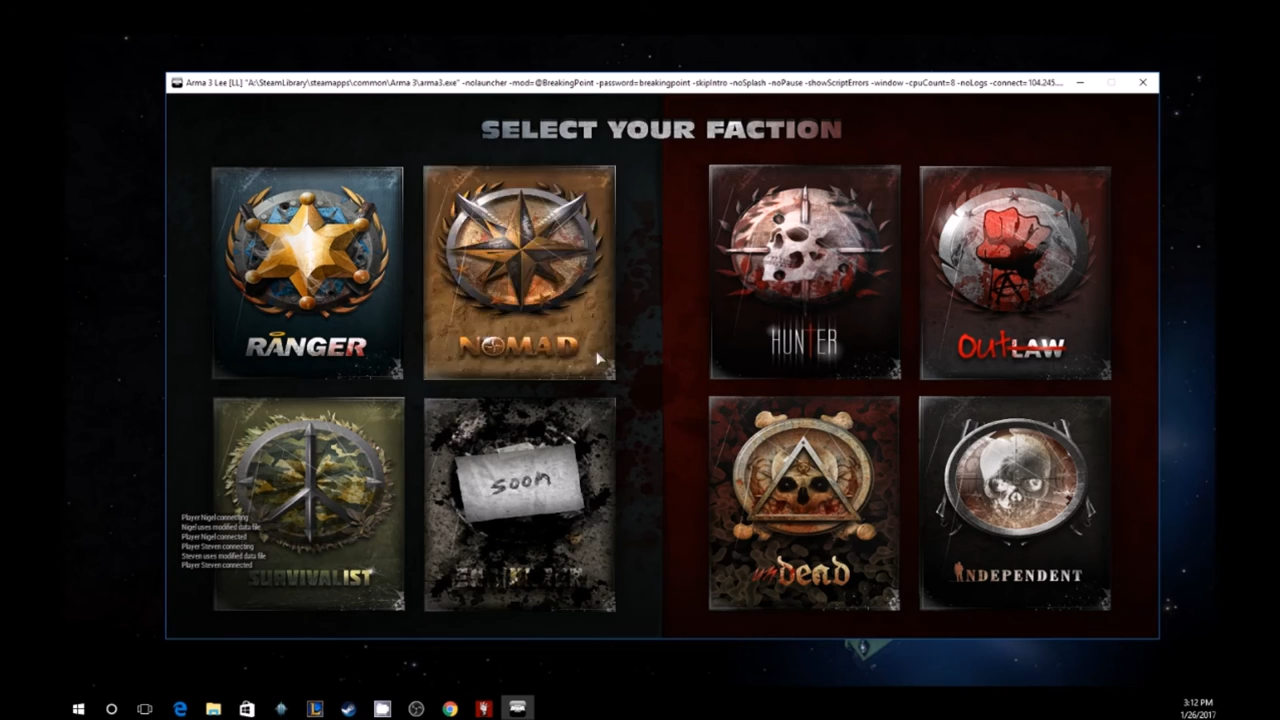 Arma 3 Lee [LL] "A:\SteamLibrary\steamapps\common\Arma 3\arma3.exe" -nolauncher -mod=@BreakingPoint -password=breakingpoint -skipIntro -noSplash -noPause -showScriptErrors -window -cpuCount=8 -noLogs -connect=104.245....
SELECT YOUR FACTION
RANGER
NOMAD
HUNTER
OutLAW
soon
Player Nigel connecting
Nigel uses modified data file
Player Nigel connected
Player Steven connecting
Steven uses modified data file
Player Steven connected
SURVIVALIST
unDead
INDEPENDENT
3:12 PM
1/26/2017